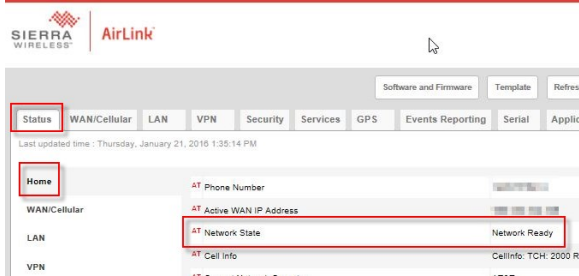 SIERRA
WIRELESS
AirLink
Software and Firmware Template
Status WAN/Cellular LAN VPN Security Services GPS Events Reporting Serial
Last updated time : Thursday, January 21, 2016 1:35:14 PM
Home
AT Phone Number
WAN/Cellular
AT Active WAN IP Address
LAN
AT Network State Network Ready
AT Cell Info CellInfo: TCH: 2000
VPN